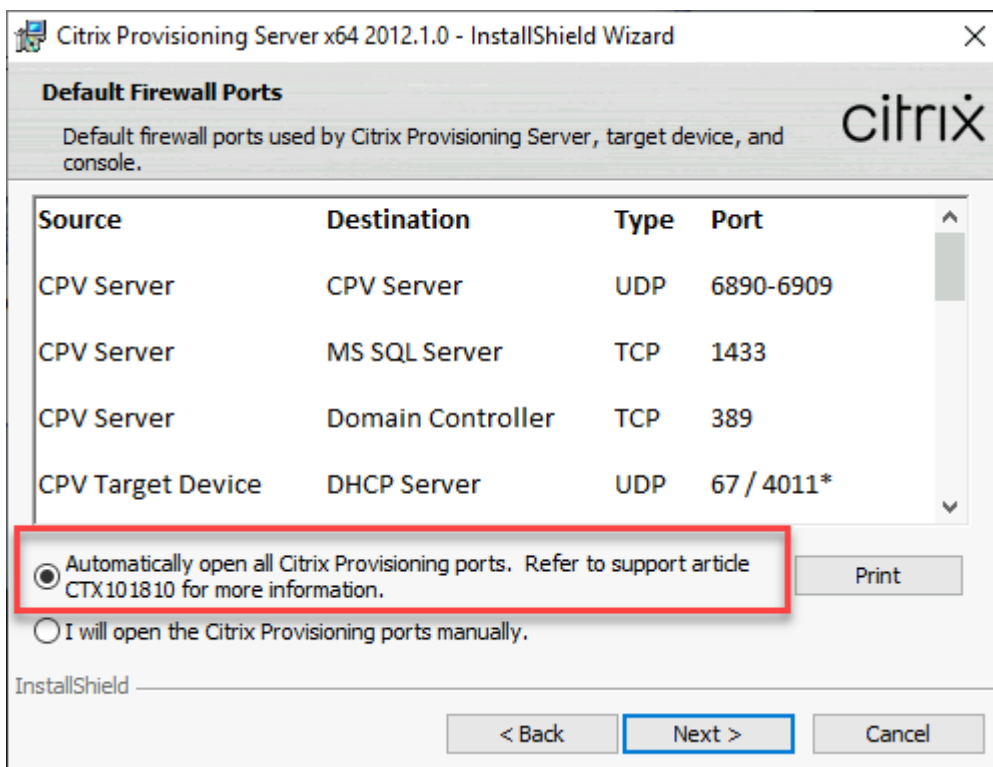 Citrix Provisioning Server x64 2012.1.0 - InstallShield Wizard
Default Firewall Ports
Default firewall ports used by Citrix Provisioning Server, target device, and
console.
citrix
Source Destination Type Port
CPV Server CPV Server UDP 6890-6909
CPV Server MS SQL Server TCP 1433
CPV Server Domain Controller TCP 389
CPV Target Device DHCP Server UDP 67 / 4011*
Automatically open all Citrix Provisioning ports. Refer to support article
CTX101810 for more information.
Print
I will open the Citrix Provisioning ports manually.
InstallShield
< Back Next > Cancel